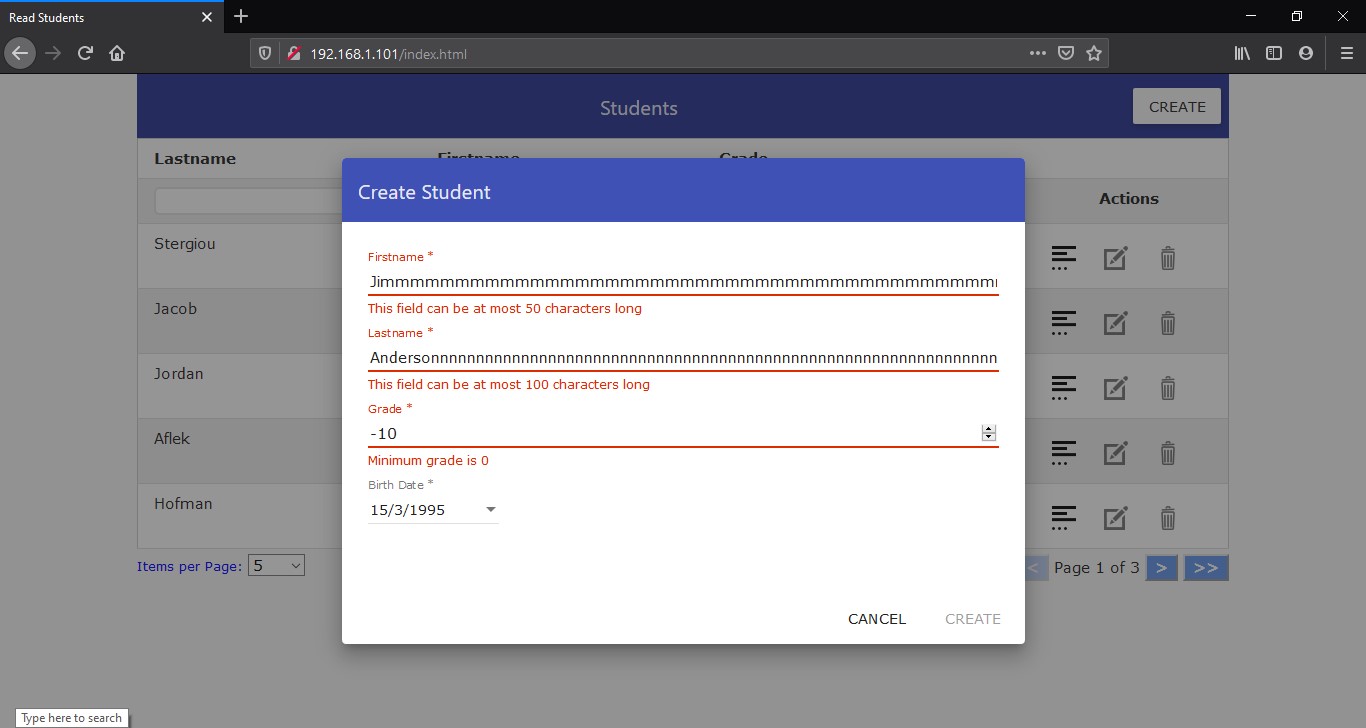 Read Students
192.168.1.101/index.html
Students
CREATE
Lastname Firstname Grade
Actions
Create Student
Stergiou
Jacob
Jordan
Aflek
Hofman
Firstname *
This field can be at most 50 characters long
Lastname *
This field can be at most 100 characters long
Grade *
-10
Minimum grade is 0
Birth Date *
15/3/1995
CANCEL CREATE
Items per Page: 5
< Page 1 of 3 > >>
Type here to search